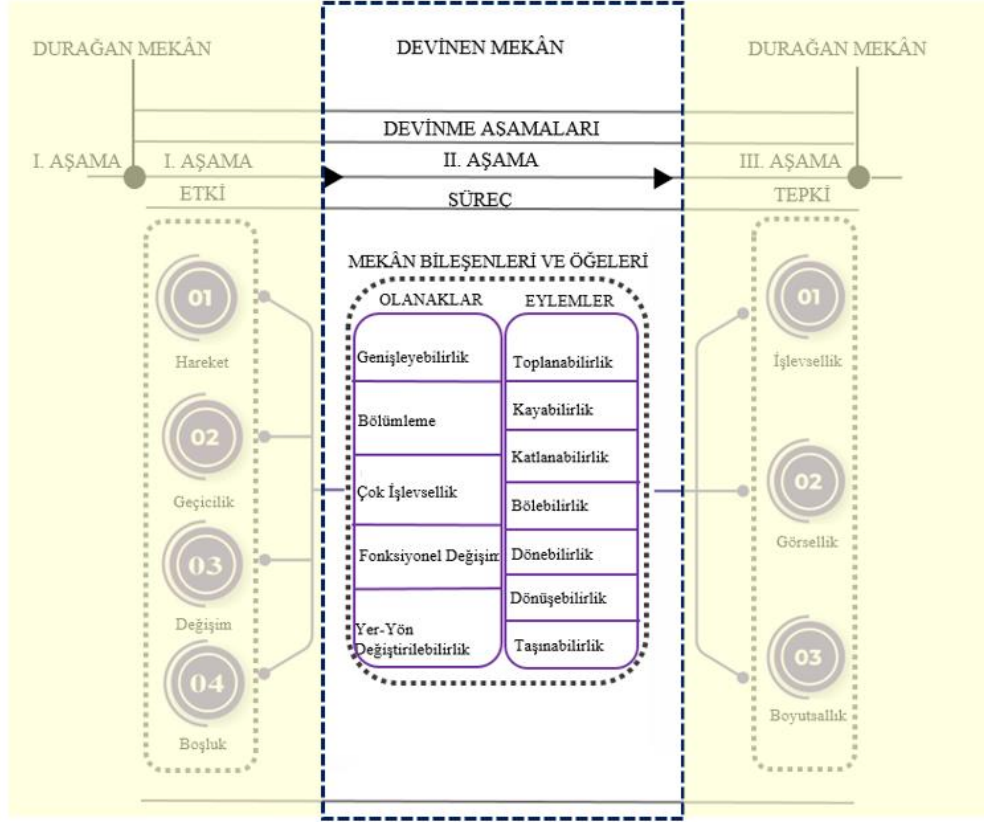 DURAĞAN MEKÂN
DEVİNEN MEKÂN
DURAĞAN MEKÂN
DEVİNME ASAMALARI
I. AŞAMA
I. AŞAMA
II. AŞAMA
III. AŞAMA
ETKİ
SÜREÇ
TEPKİ
01
Hareket
02
Geçicilik
03
Değişim
04
Boşluk
MEKÂN BİLEŞENLERİ VE ÖĞELERİ
OLANAKLAR
Genişleyebilirlik
Bölümleme
Çok İşlevsellik
Fonksiyonel Değişim
Yer-Yön
Değiştirilebilirlik
EYLEMLER
Toplanabilirlik
Kayabilirlik
Katlanabilirlik
Bölebilirlik
Dönebilirlik
Dönüşebilirlik
Taşınabilirlik
01
İşlevsellik
02
Görsellik
03
Boyutsallık